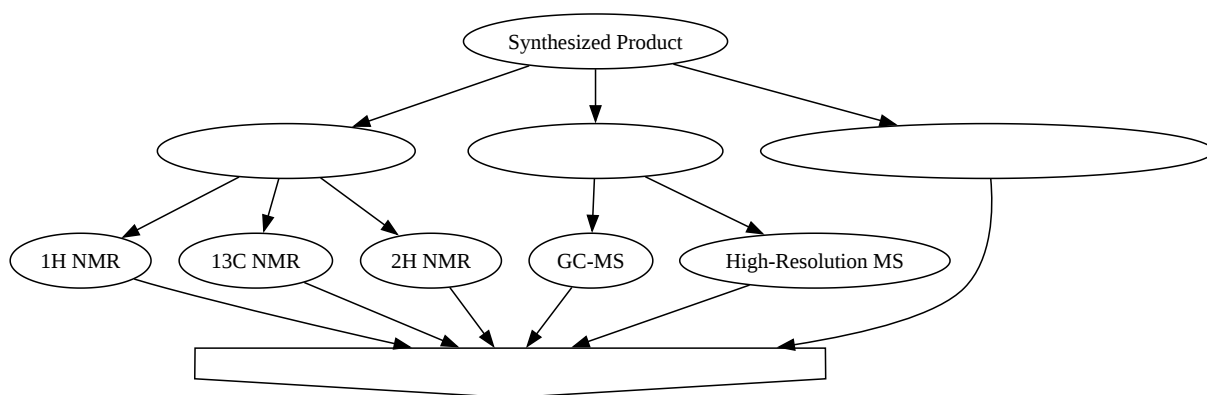 Synthesized Product
1H NMR
13C NMR
2H NMR
GC-MS
High-Resolution MS